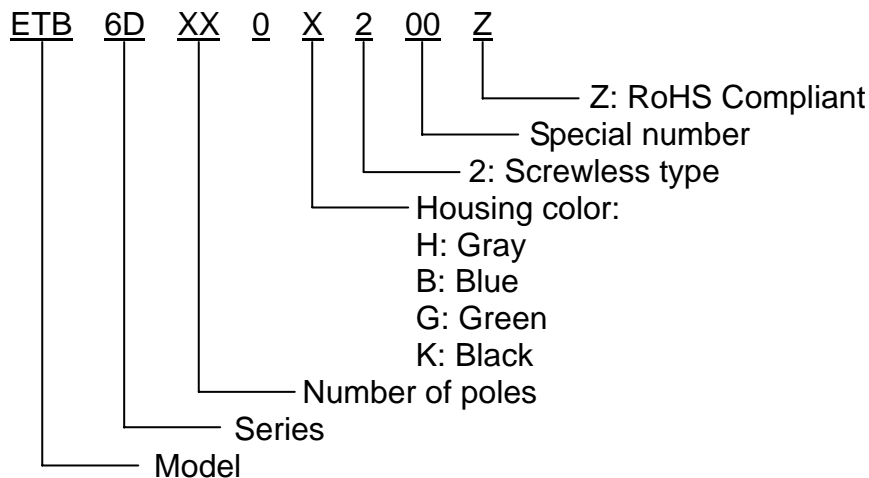 ETB 6D XX 0 X 2 00 Z
Z: RoHS Compliant
Special number
2: Screwless type
Housing color:
H: Gray
B: Blue
G: Green
K: Black
Number of poles
Series
Model